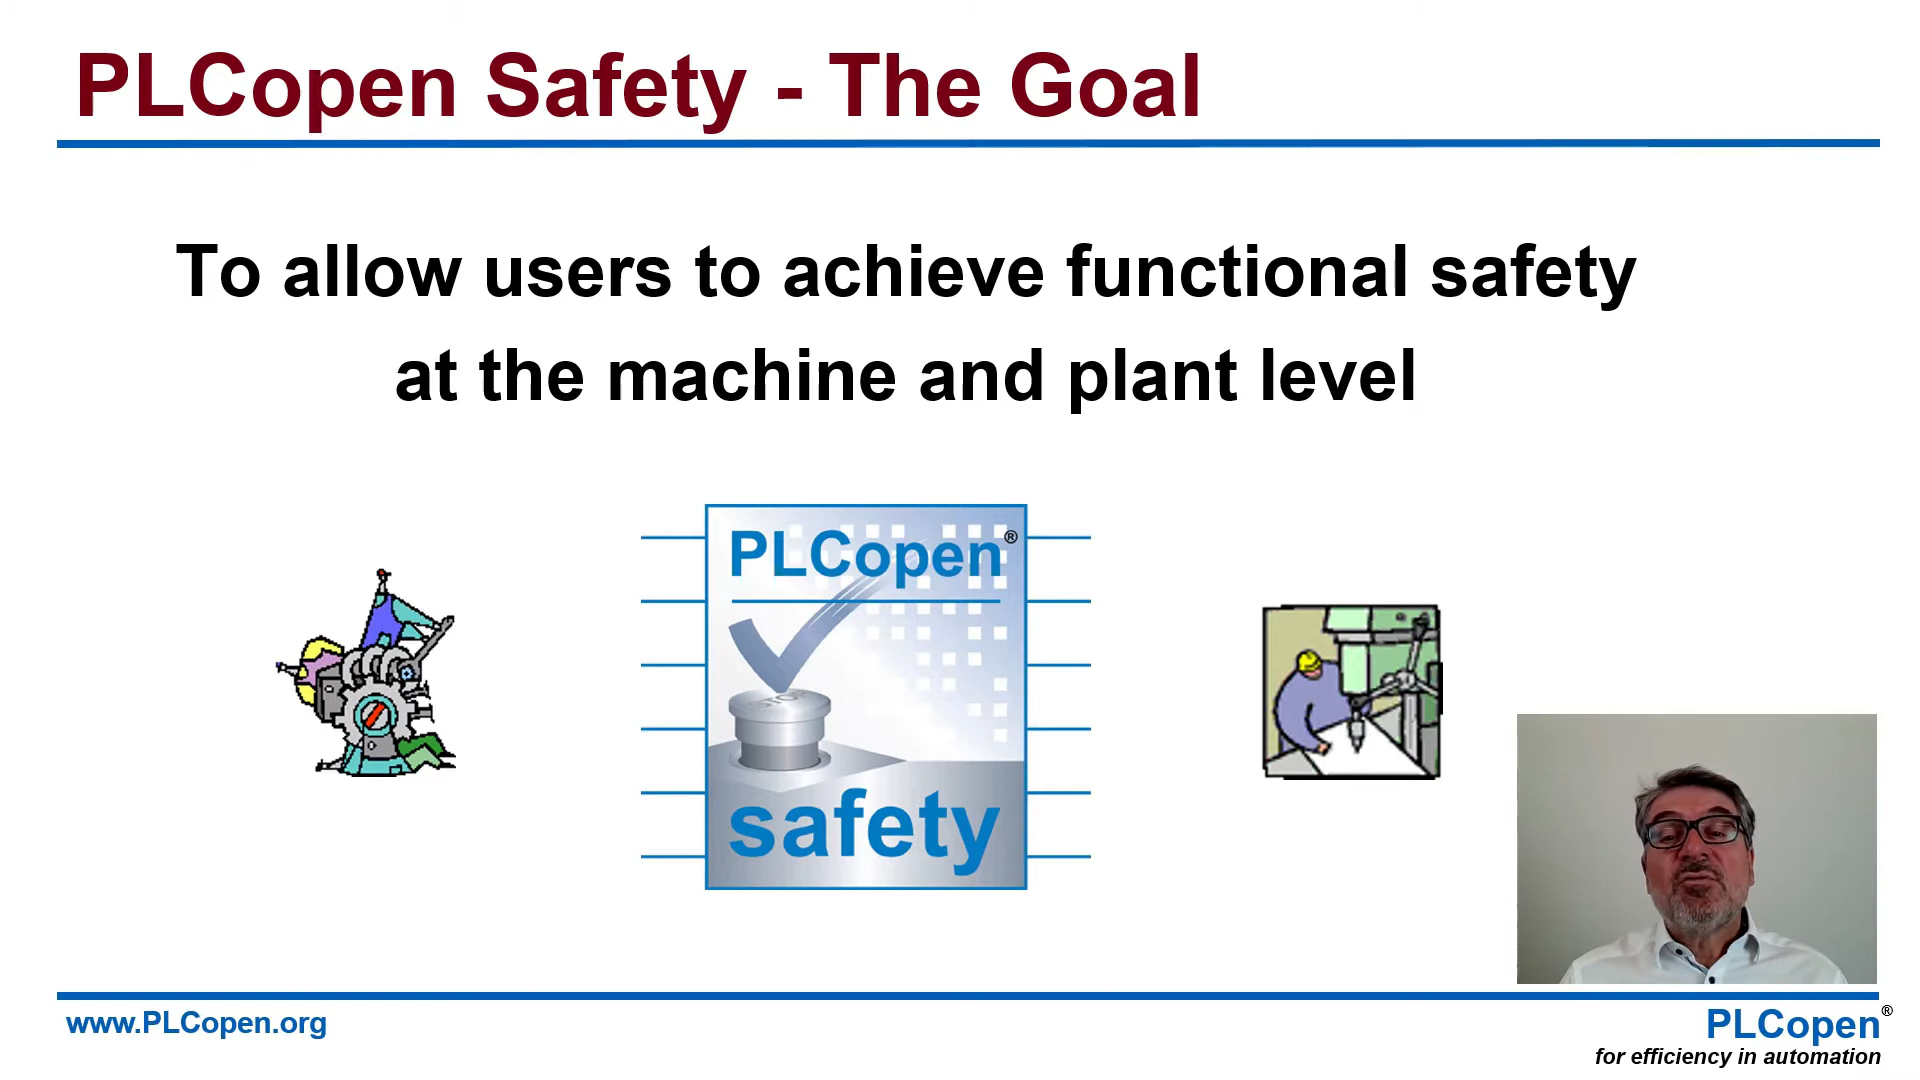 PLCopen Safety - The Goal
To allow users to achieve functional safety
at the machine and plant level
PLCopen®
STOP
safety
www.PLCopen.org
PLCopen®
for efficiency in automation